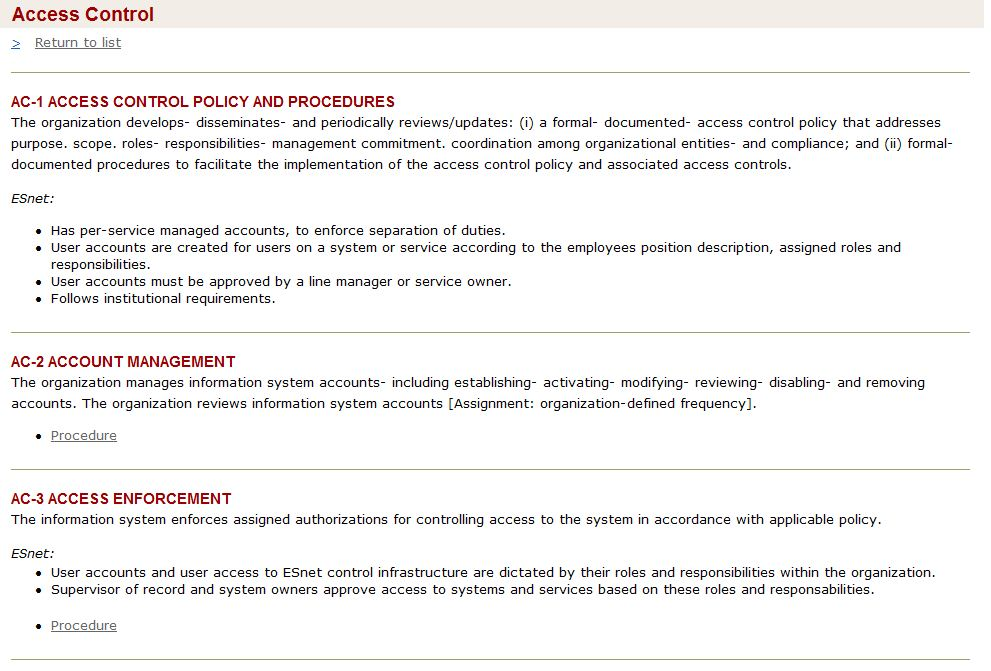 Access Control
> Return to list
AC-1 ACCESS CONTROL POLICY AND PROCEDURES
The organization develops- disseminates- and periodically reviews/updates: (i) a formal- documented- access control policy that addresses
purpose. scope. roles- responsibilities- management commitment. coordination among organizational entities- and compliance; and (ii) formal-
documented procedures to facilitate the implementation of the access control policy and associated access controls.
ESnet:
• Has per-service managed accounts, to enforce separation of duties.
• User accounts are created for users on a system or service according to the employees position description, assigned roles and
responsibilities.
• User accounts must be approved by a line manager or service owner.
• Follows institutional requirements.
AC-2 ACCOUNT MANAGEMENT
The organization manages information system accounts- including establishing- activating- modifying- reviewing- disabling- and removing
accounts. The organization reviews information system accounts [Assignment: organization-defined frequency].
• Procedure
AC-3 ACCESS ENFORCEMENT
The information system enforces assigned authorizations for controlling access to the system in accordance with applicable policy.
ESnet:
• User accounts and user access to ESnet control infrastructure are dictated by their roles and responsibilities within the organization.
• Supervisor of record and system owners approve access to systems and services based on these roles and responsabilities.
• Procedure